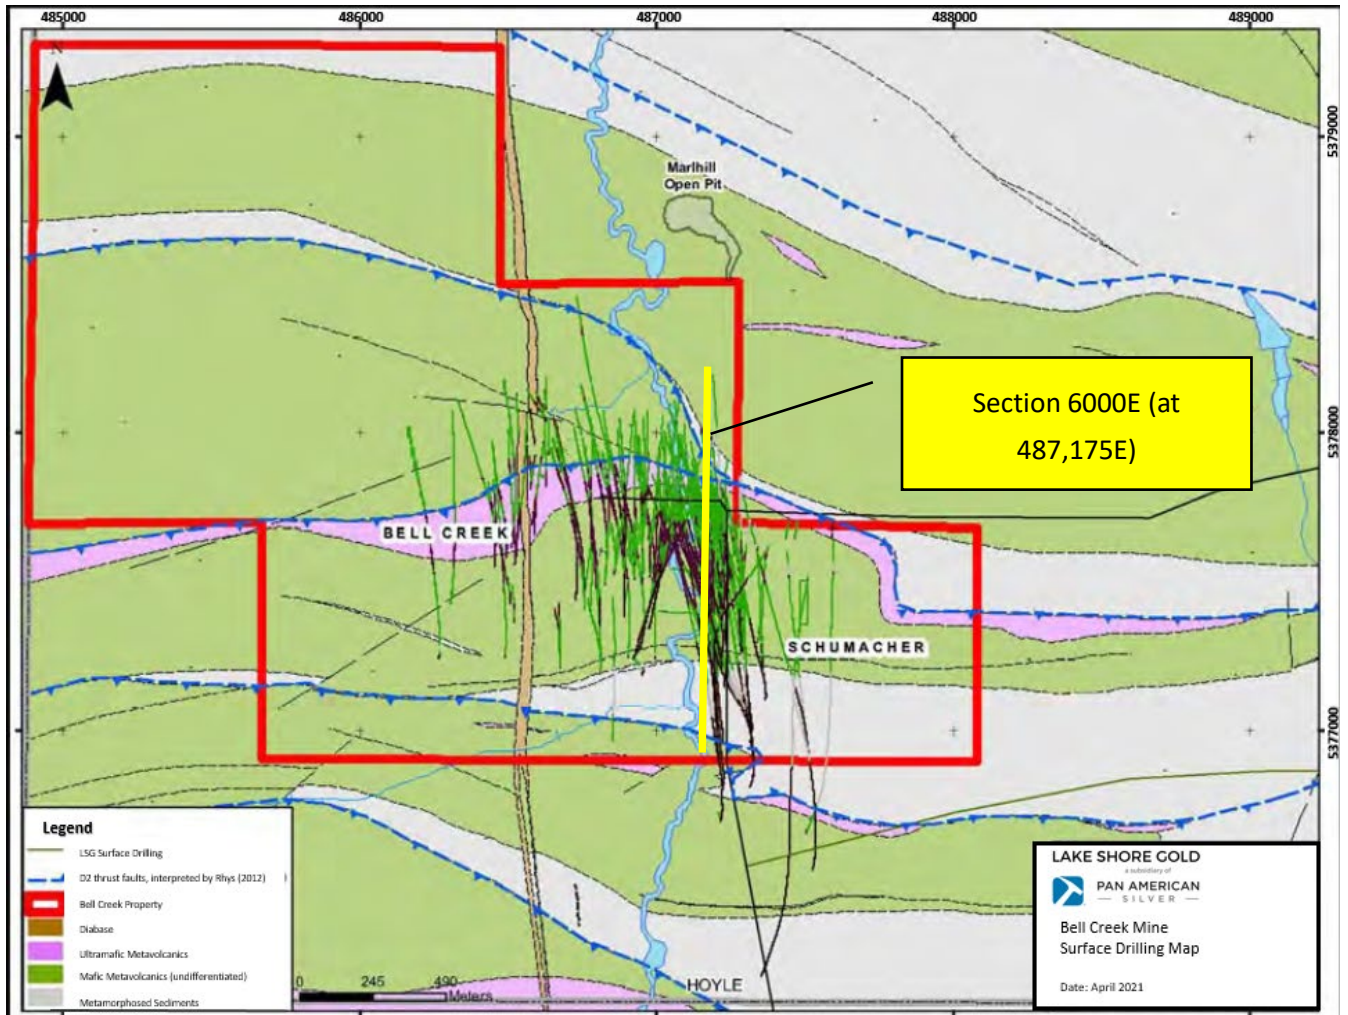 485000 486000 487000 488000 489000
N
5379000
Marlhill
Open Pit
Section 6000E (at
487,175E)
5378000
BELL CREEK
SCHUMACHER
5377000
Legend
LSG Surface Drilling
D2 thrust faults, interpreted by Rhys (2012)
Bell Creek Property
Diabase
Ultramafic Metavolcanics
Mafic Metavolcanics (undifferentiated)
Metamorphosed Sediments
0 245 490
Meters
HOYLE
LAKE SHORE GOLD
a subsidiary of
PAN AMERICAN
— SILVER —
Bell Creek Mine
Surface Drilling Map
Date: April 2021